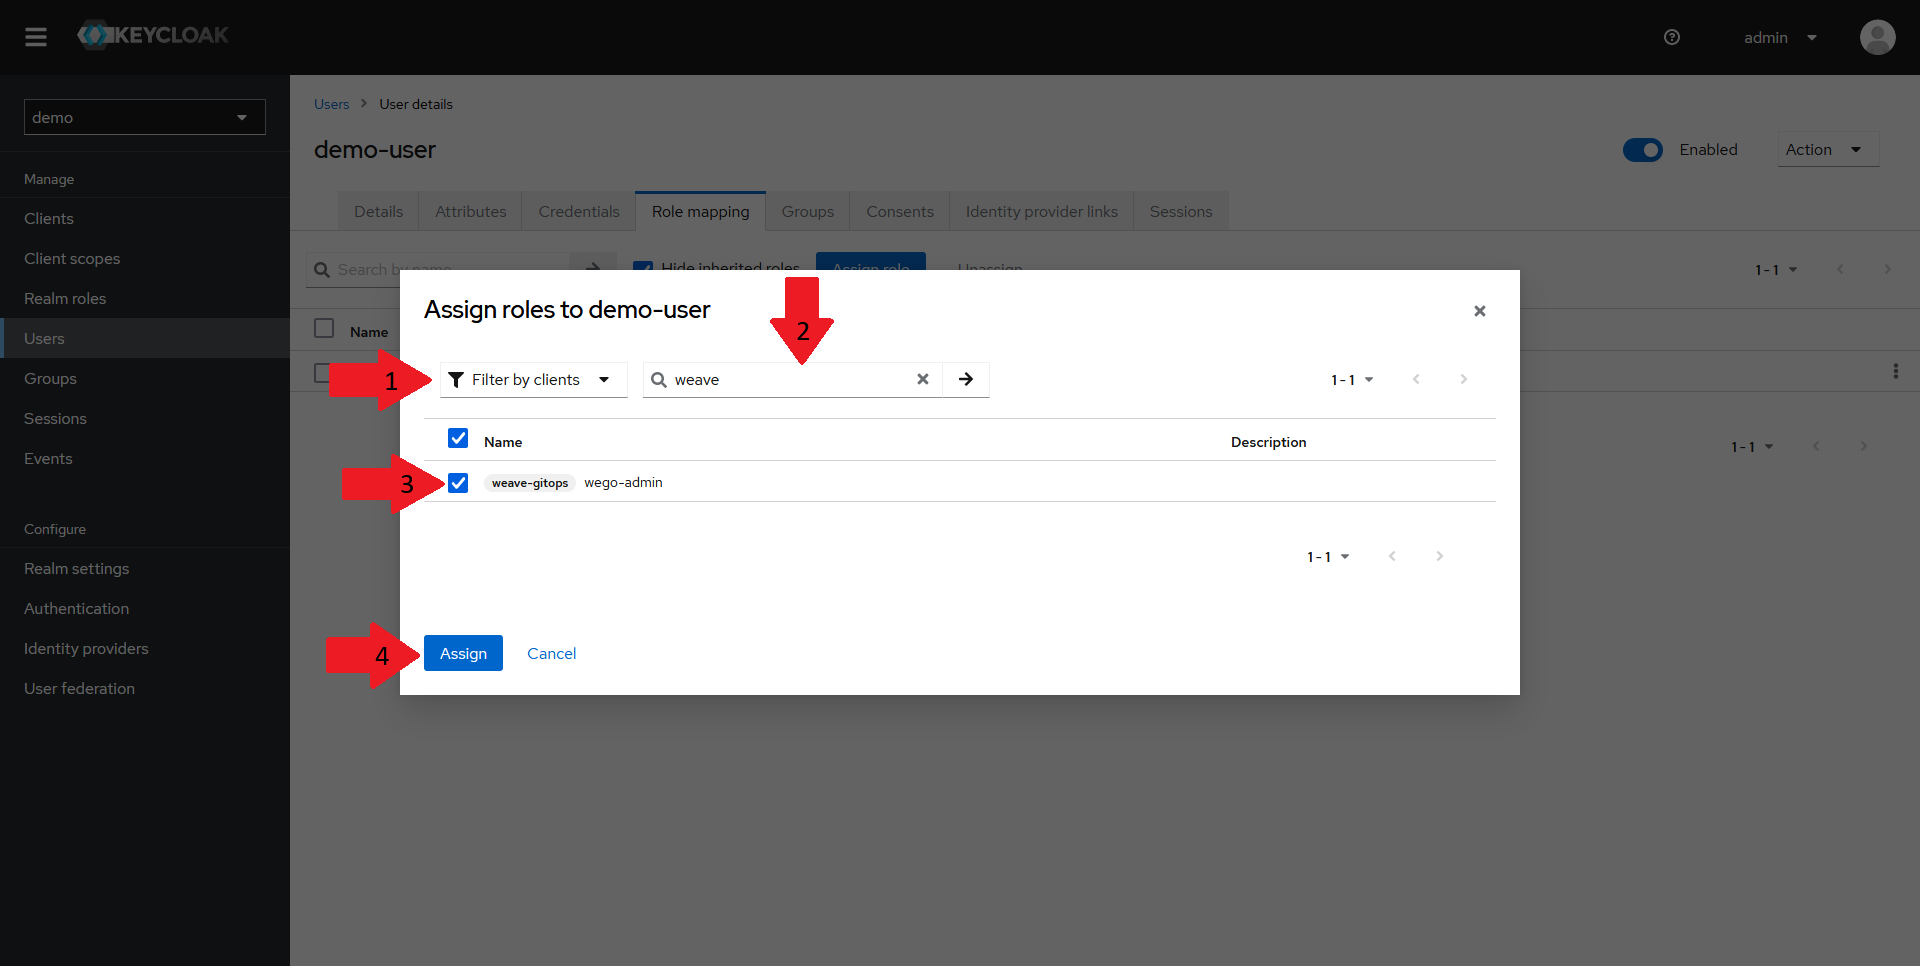 KEYCLOAK
admin
demo
Manage
Clients
Client scopes
Realm roles
Users
Groups
Sessions
Events
Configure
Realm settings
Authentication
Identity providers
User federation
Users > User details
demo-user
Enabled
Action
Details Attributes Credentials Role mapping Groups Consents Identity provider links Sessions
Search by name
Hide inherited roles
Assign role
Unassign
1 - 1
Name
1 - 1
Assign roles to demo-user
2
1
Filter by clients
weave
1 - 1
Name Description
3
weave-gitops wego-admin
1 - 1
4
Assign Cancel